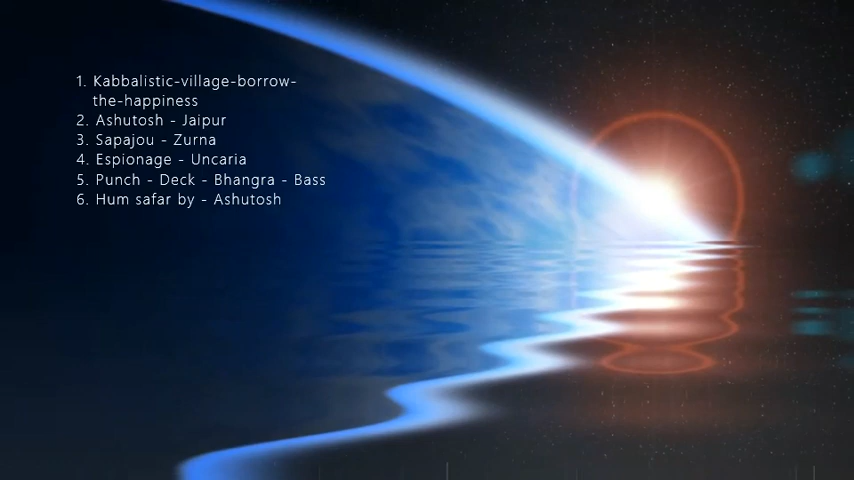 1. Kabbalistic-village-borrow-
the-happiness
2. Ashutosh - Jaipur
3. Sapajou - Zurna
4. Espionage - Uncaria
5. Punch - Deck - Bhangra - Bass
6. Hum safar by - Ashutosh